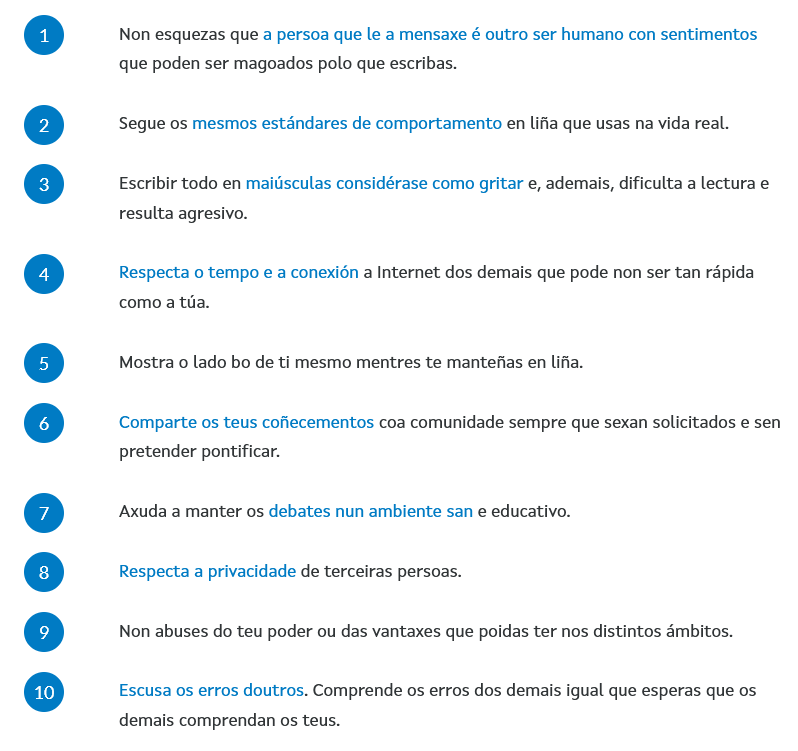 1
Non esquezas que a persoa que le a mensaxe é outro ser humano con sentimentos
que poden ser magoados polo que escribas.
2
Segue os mesmos estándares de comportamento en liña que usas na vida real.
3
Escribir todo en maiúsculas considérase como gritar e, ademais, dificulta a lectura e
resulta agresivo.
4
Respecta o tempo e a conexión a Internet dos demais que pode non ser tan rápida
como a túa.
5
Mostra o lado bo de ti mesmo mentres te manteñas en liña.
6
Comparte os teus coñecementos coa comunidade sempre que sexan solicitados e sen
pretender pontificar.
7
Axuda a manter os debates nun ambiente san e educativo.
8
Respecta a privacidade de terceiras persoas.
9
Non abuses do teu poder ou das vantaxes que poidas ter nos distintos ámbitos.
10
Escusa os erros doutros. Comprende os erros dos demais igual que esperas que os
demais comprendan os teus.